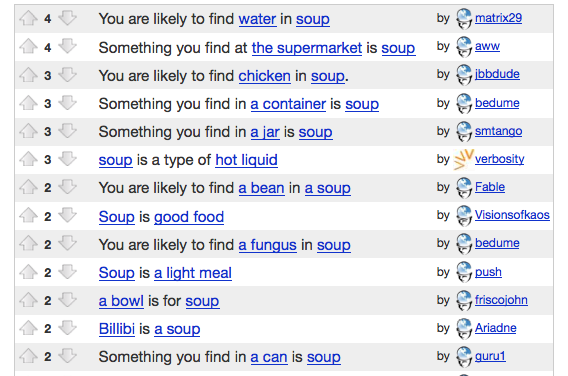 4 You are likely to find water in soup by matrix29
4 Something you find at the supermarket is soup by aww
3 You are likely to find chicken in soup. by jbbdude
3 Something you find in a container is soup by bedume
3 Something you find in a jar is soup by smtango
3 soup is a type of hot liquid by verbosity
2 You are likely to find a bean in a soup by Fable
2 Soup is good food by Visionsofkaos
2 You are likely to find a fungus in soup by bedume
2 Soup is a light meal by push
2 a bowl is for soup by friscojohn
2 Billibi is a soup by Ariadne
2 Something you find in a can is soup by guru1